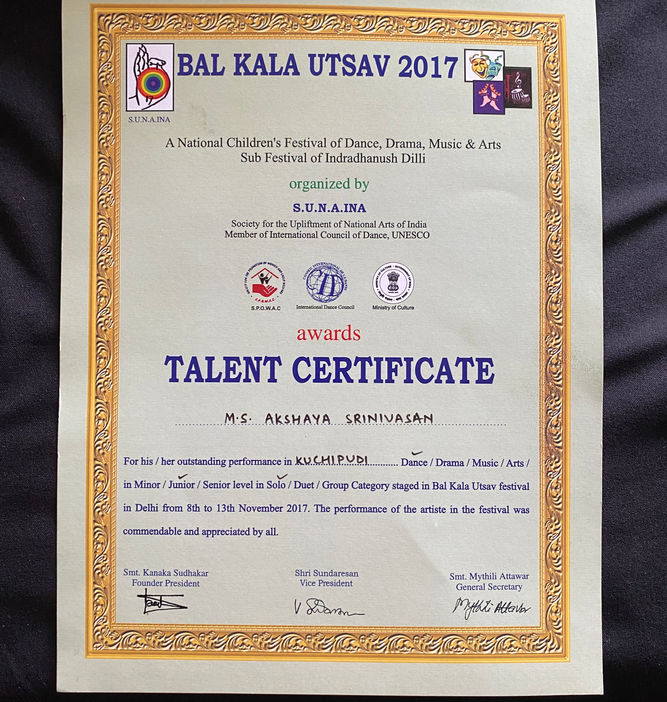 BAL KALA UTSAV 2017
S.U.N.A.INA
A National Children's Festival of Dance, Drama, Music & Arts
Sub Festival of Indradhanush Dilli
organized by
S.U.N.A.INA
Society for the Upliftment of National Arts of India
Member of International Council of Dance, UNESCO
S.P.O.W.A.C
International Dance Council
Ministry of Culture
awards
TALENT CERTIFICATE
M.S. AKSHAYA SRINIVASAN
For his / her outstanding performance in KUCHIPUDI Dance / Drama / Music / Arts /
in Minor / Junior / Senior level in Solo / Duet / Group Category staged in Bal Kala Utsav festival
in Delhi from 8th to 13th November 2017. The performance of the artiste in the festival was
commendable and appreciated by all.
Smt. Kanaka Sudhakar
Founder President
Shri Sundaresan
Vice President
Smt. Mythili Attawar
General Secretary
Mythili Attavar